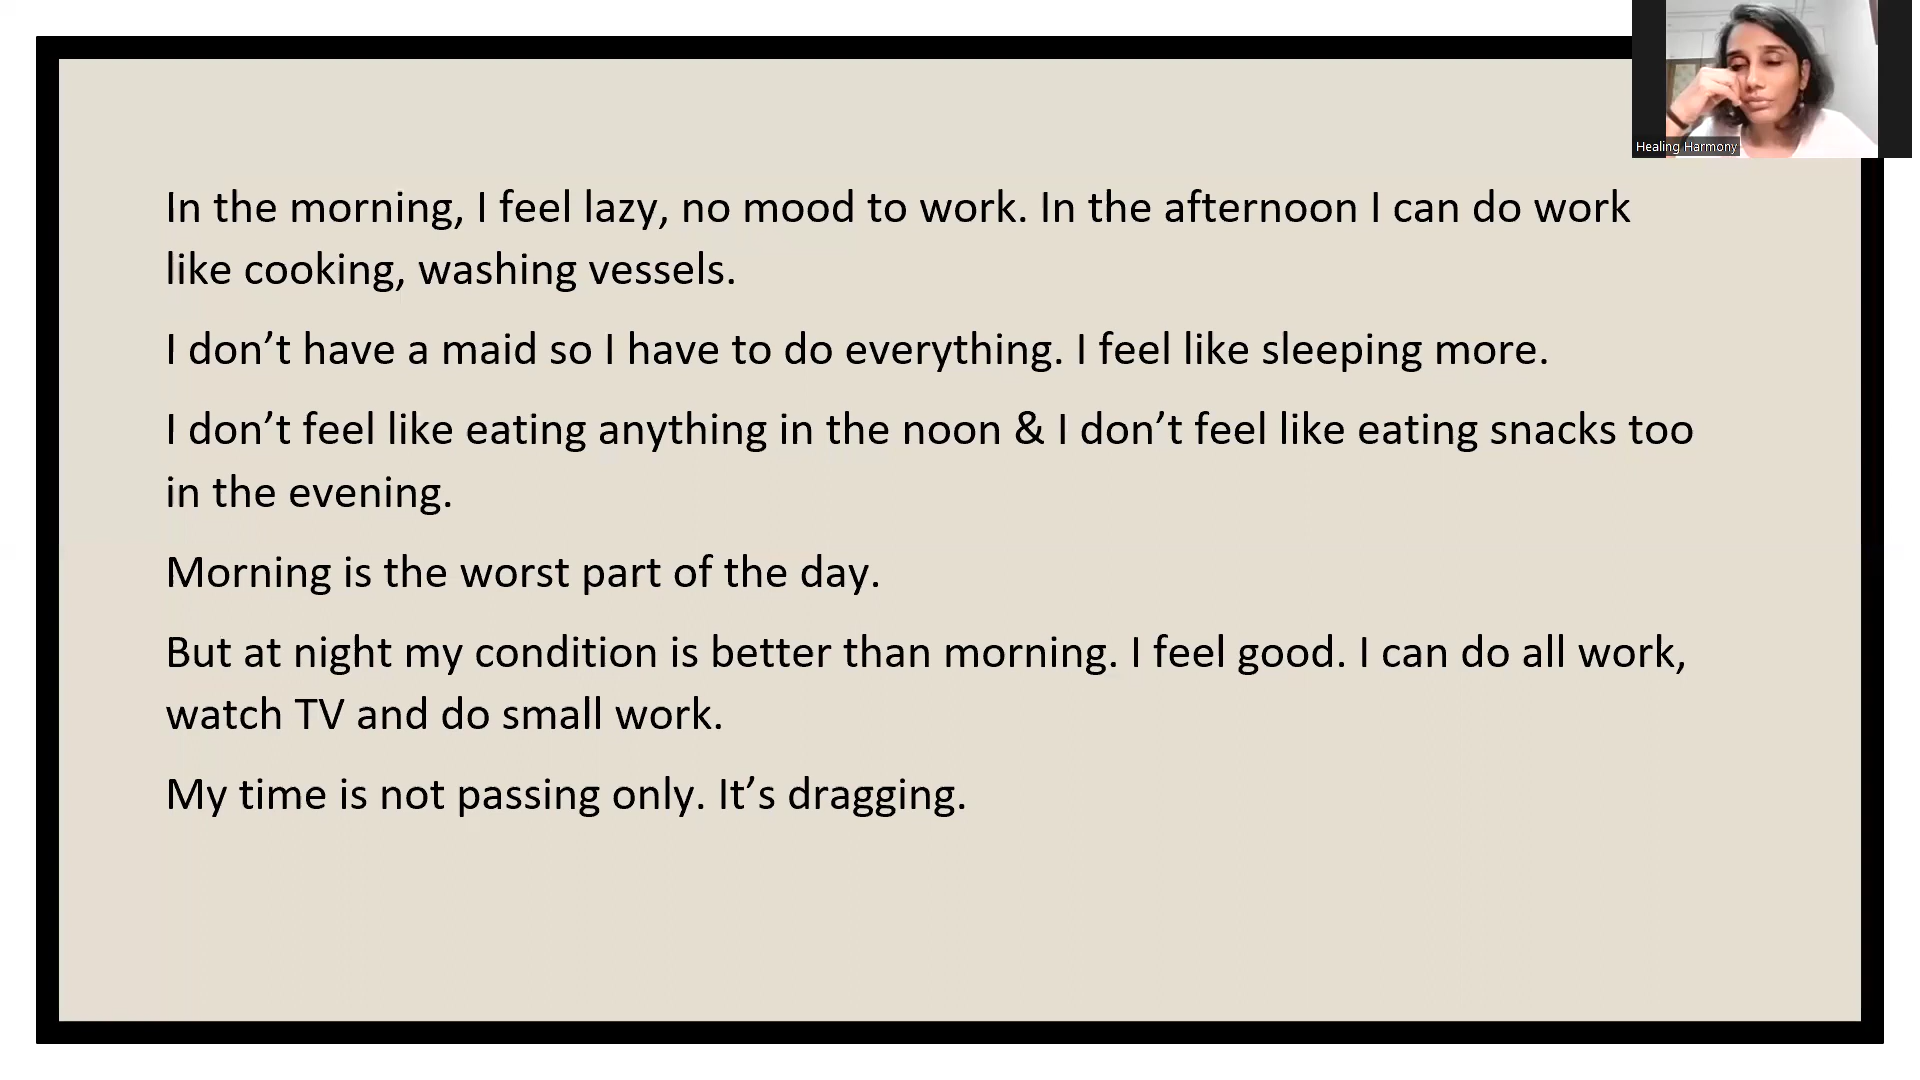 Healing Harmony
In the morning, I feel lazy, no mood to work. In the afternoon I can do work
like cooking, washing vessels.
I don’t have a maid so I have to do everything. I feel like sleeping more.
I don’t feel like eating anything in the noon & I don’t feel like eating snacks too
in the evening.
Morning is the worst part of the day.
But at night my condition is better than morning. I feel good. I can do all work,
watch TV and do small work.
My time is not passing only. It’s dragging.